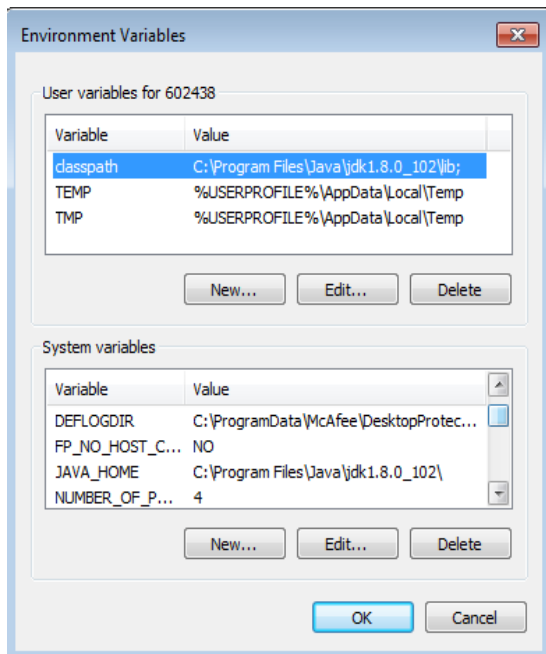 Environment Variables
User variables for 602438
Variable Value
classpath C:\Program Files\Java\jdk1.8.0_102\lib;
TEMP %USERPROFILE%\AppData\Local\Temp
TMP %USERPROFILE%\AppData\Local\Temp
New... Edit... Delete
System variables
Variable Value
DEFLOGDIR C:\ProgramData\McAfee\DesktopProtec...
FP_NO_HOST_C... NO
JAVA_HOME C:\Program Files\Java\jdk1.8.0_102\
NUMBER_OF_P... 4
New... Edit... Delete
OK Cancel